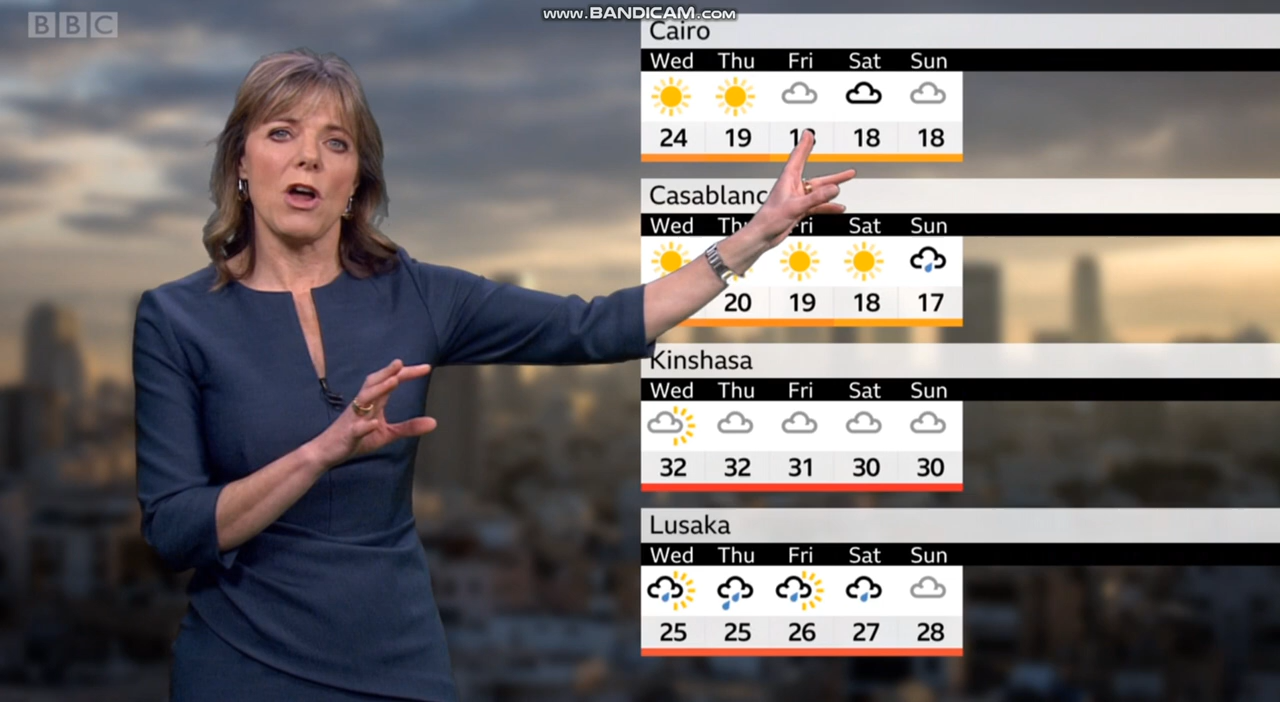 BBC
www.BANDICAM.com
Cairo
Wed Thu Fri Sat Sun
24 19 18 18
Wed Fri Sat Sun
20 19 18 17
Kinshasa
Wed Thu Fri Sat Sun
32 32 31 30 30
Lusaka
Wed Thu Fri Sat Sun
25 25 26 27 28